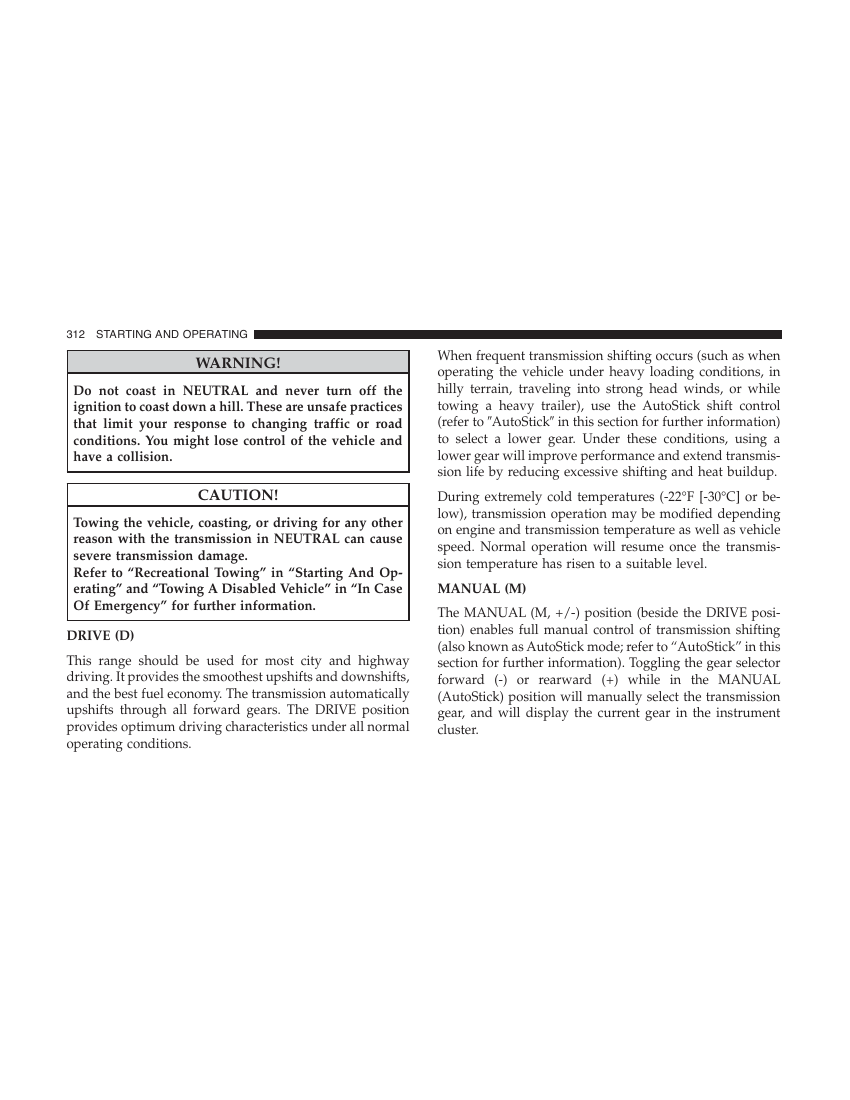 312 STARTING AND OPERATING
WARNING!
Do not coast in NEUTRAL and never turn off the
ignition to coast down a hill. These are unsafe practices
that limit your response to changing traffic or road
conditions. You might lose control of the vehicle and
have a collision.
CAUTION!
Towing the vehicle, coasting, or driving for any other
reason with the transmission in NEUTRAL can cause
severe transmission damage.
Refer to “Recreational Towing” in “Starting And Op-
erating” and “Towing A Disabled Vehicle” in “In Case
Of Emergency” for further information.
DRIVE (D)
This range should be used for most city and highway
driving. It provides the smoothest upshifts and downshifts,
and the best fuel economy. The transmission automatically
upshifts through all forward gears. The DRIVE position
provides optimum driving characteristics under all normal
operating conditions.
When frequent transmission shifting occurs (such as when
operating the vehicle under heavy loading conditions, in
hilly terrain, traveling into strong head winds, or while
towing a heavy trailer), use the AutoStick shift control
(refer to "AutoStick" in this section for further information)
to select a lower gear. Under these conditions, using a
lower gear will improve performance and extend transmis-
sion life by reducing excessive shifting and heat buildup.
During extremely cold temperatures (-22°F [-30°C] or be-
low), transmission operation may be modified depending
on engine and transmission temperature as well as vehicle
speed. Normal operation will resume once the transmis-
sion temperature has risen to a suitable level.
MANUAL (M)
The MANUAL (M, +/-) position (beside the DRIVE posi-
tion) enables full manual control of transmission shifting
(also known as AutoStick mode; refer to “AutoStick” in this
section for further information). Toggling the gear selector
forward (-) or rearward (+) while in the MANUAL
(AutoStick) position will manually select the transmission
gear, and will display the current gear in the instrument
cluster.